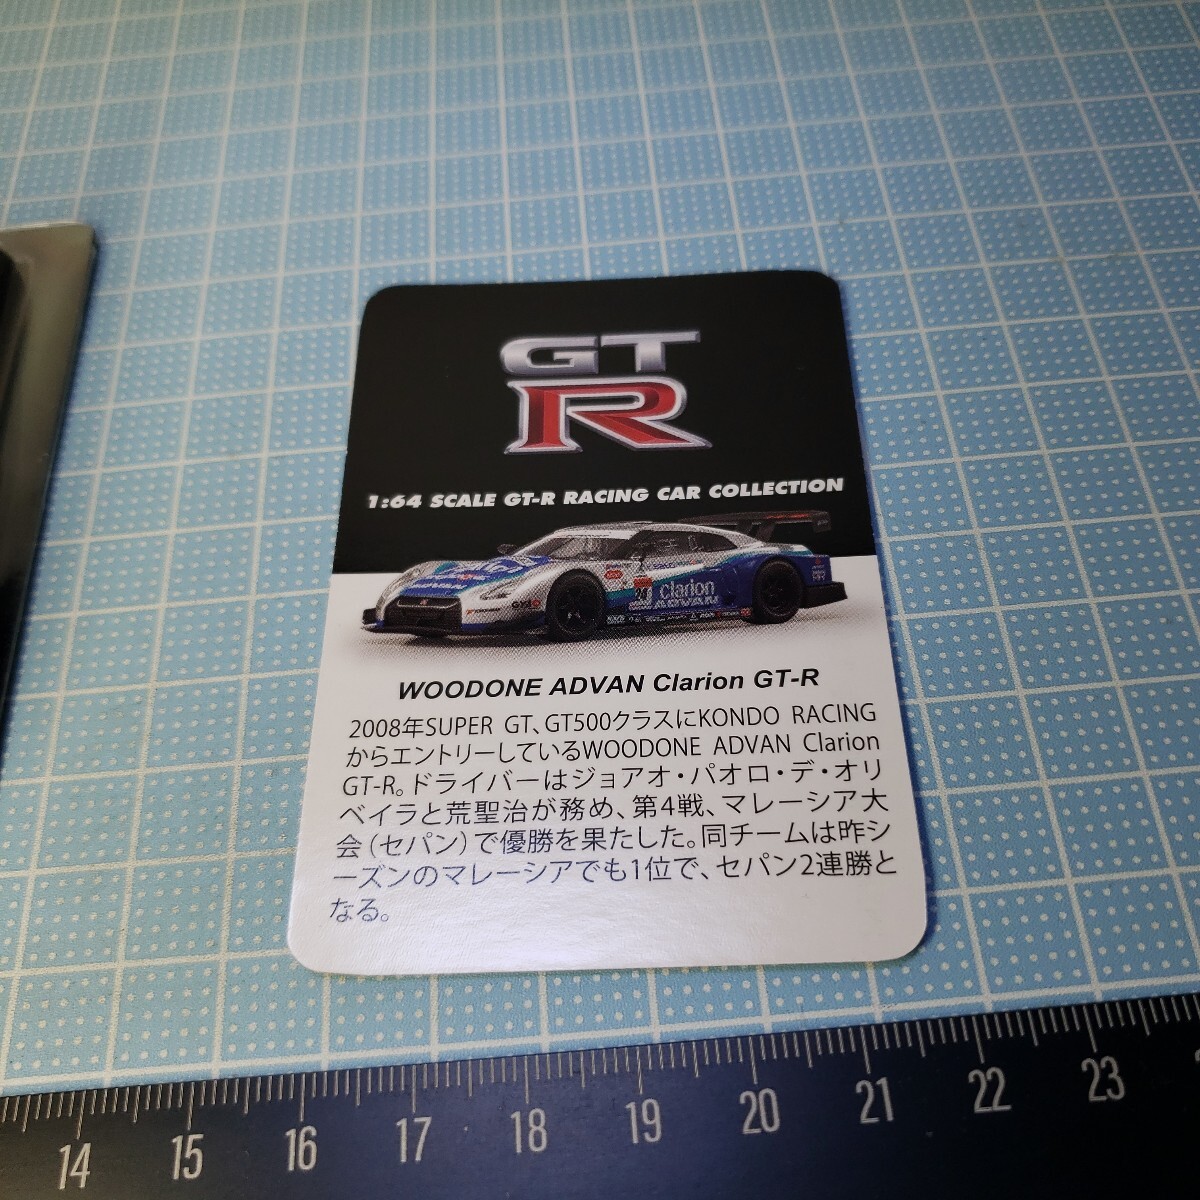 GT
R
1:64 SCALE GT-R RACING CAR COLLECTION
clarion
ADVAN
WOODONE ADVAN Clarion GT-R
2008年SUPER GT、GT500クラスにKONDO RACING
からエントリーしているWOODONE ADVAN Clarion
GT-R。ドライバーはジョアオ・パオロ・デ・オリ
ベイラと荒聖治が務め、第4戦、マレーシア大
会(セパン)で優勝を果たした。同チームは昨シ
ーズンのマレーシアでも1位で、セパン2連勝と
なる。
14 15 16 17 18 19 20 21 22 23